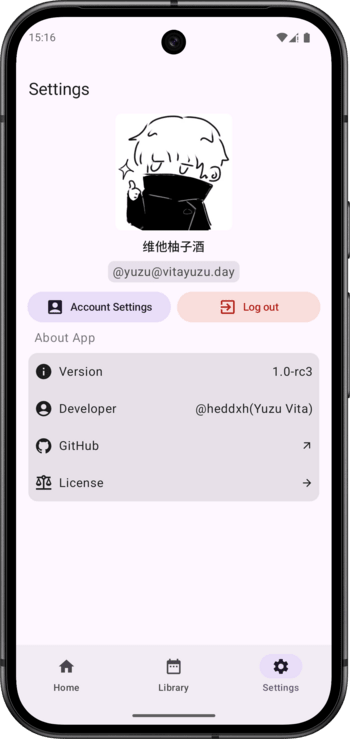 15:16
Settings
维他柚子酒
@yuzu@vitayuzu.day
Account Settings
Log out
About App
Version 1.0-rc3
Developer @heddxh(Yuzu Vita)
GitHub
License
Home Library Settings